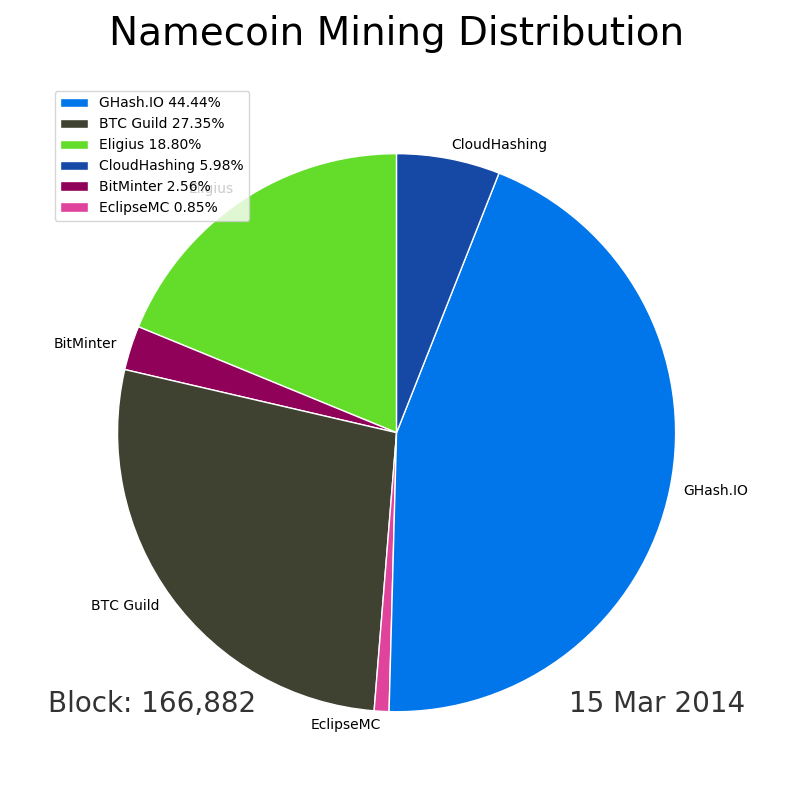 Namecoin Mining Distribution
GHash.IO 44.44%
BTC Guild 27.35%
Eligius 18.80%
CloudHashing 5.98%
BitMinter 2.56%
EclipseMC 0.85%
CloudHashing
Eligius
BitMinter
GHash.IO
BTC Guild
EclipseMC
Block: 166,882
15 Mar 2014